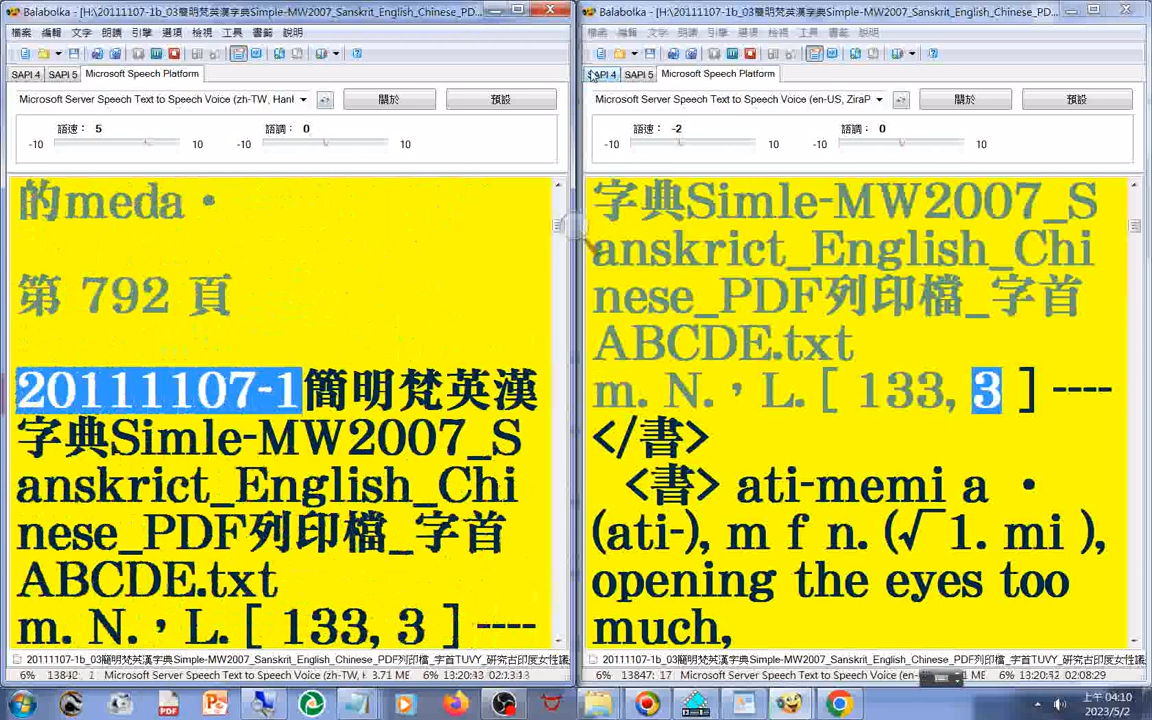 Balabolka - [H:\20111107-1b_03簡明梵英漢字典Simple-MW2007_Sanskrit_English_Chinese_PD...
檔案 編輯 文字 朗讀 引擎 選項 檢視 工具 書籤 說明
SAPI 4 SAPI 5 Microsoft Speech Platform
Microsoft Server Speech Text to Speech Voice (zh-TW, Han
關於 預設
語速： 5 語調： 0
-10 10 -10 10
的meda·
第 792 頁
20111107-1簡明梵英漢
字典Simle-MW2007_S
anskrict_English_Chi
nese_PDF列印檔_字首
ABCDE.txt
m. N.，L. [ 133, 3 ] ----
20111107-1b_03簡明梵英漢字典Simple-MW2007_Sanskrit_English_Chinese_PDF列印檔_字首TUVY_研究古印度女性議
6% Microsoft Server Speech Text to Speech Voice (zh-TW, H 3.71 MB 6% 13:20:43
Balabolka - [H:\20111107-1b_03簡明梵英漢字典Simple-MW2007_Sanskrit_English_Chinese_PD...
檔案 編輯 文字 朗讀 引擎 選項 檢視 工具 書籤 說明
SAPI 4 SAPI 5 Microsoft Speech Platform
Microsoft Server Speech Text to Speech Voice (en-US, ZiraP
關於 預設
語速： -2 語調： 0
-10 10 -10 10
字典Simle-MW2007_S
anskrict_English_Chi
nese_PDF列印檔_字首
ABCDE.txt
m. N.，L. [ 133, 3 ] ----
</書>
<書> ati-memi a ·
(ati-), m f n. (√1. mi ),
opening the eyes too
much,
20111107-1b_03簡明梵英漢字典Simple-MW2007_Sanskrit_English_Chinese_PDF列印檔_字首TUVY_研究古印度女性議
6% 13847: 17 Microsoft Server Speech Text to Speech Voice (en-US 6% 13:20:32 02:08:29
上午 04:10
2023/5/2